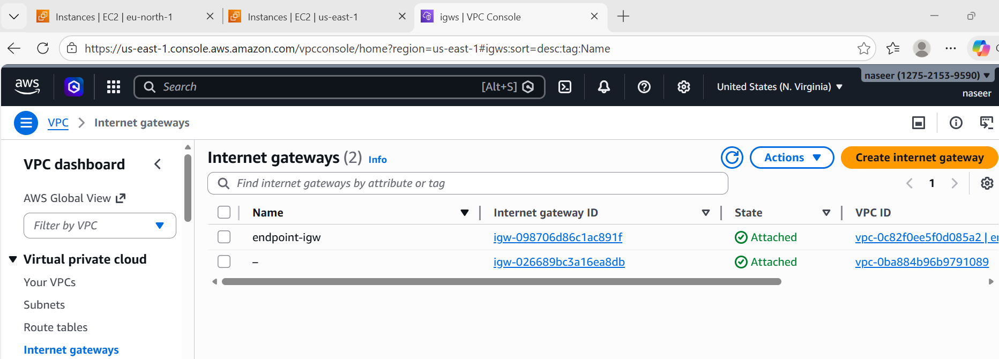 Instances | EC2 | eu-north-1
Instances | EC2 | us-east-1
igws | VPC Console
https://us-east-1.console.aws.amazon.com/vpcconsole/home?region=us-east-1#igws:sort=desc:tag:Name
aws
Search
[Alt+S]
United States (N. Virginia)
naseer (1275-2153-9590)
naseer
VPC
Internet gateways
VPC dashboard
AWS Global View
Filter by VPC
Virtual private cloud
Your VPCs
Subnets
Route tables
Internet gateways
Internet gateways (2) Info
Actions
Create internet gateway
Find internet gateways by attribute or tag
1
Name Internet gateway ID State VPC ID
endpoint-igw igw-098706d86c1ac891f Attached vpc-0c82f0ee5f0d085a2 |
– igw-026689bc3a16ea8db Attached vpc-0ba884b96b9791089